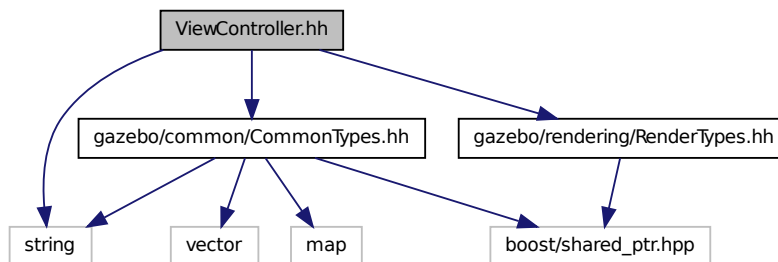 ViewController.hh
gazebo/common/CommonTypes.hh
gazebo/rendering/RenderTypes.hh
string
vector
map
boost/shared_ptr.hpp